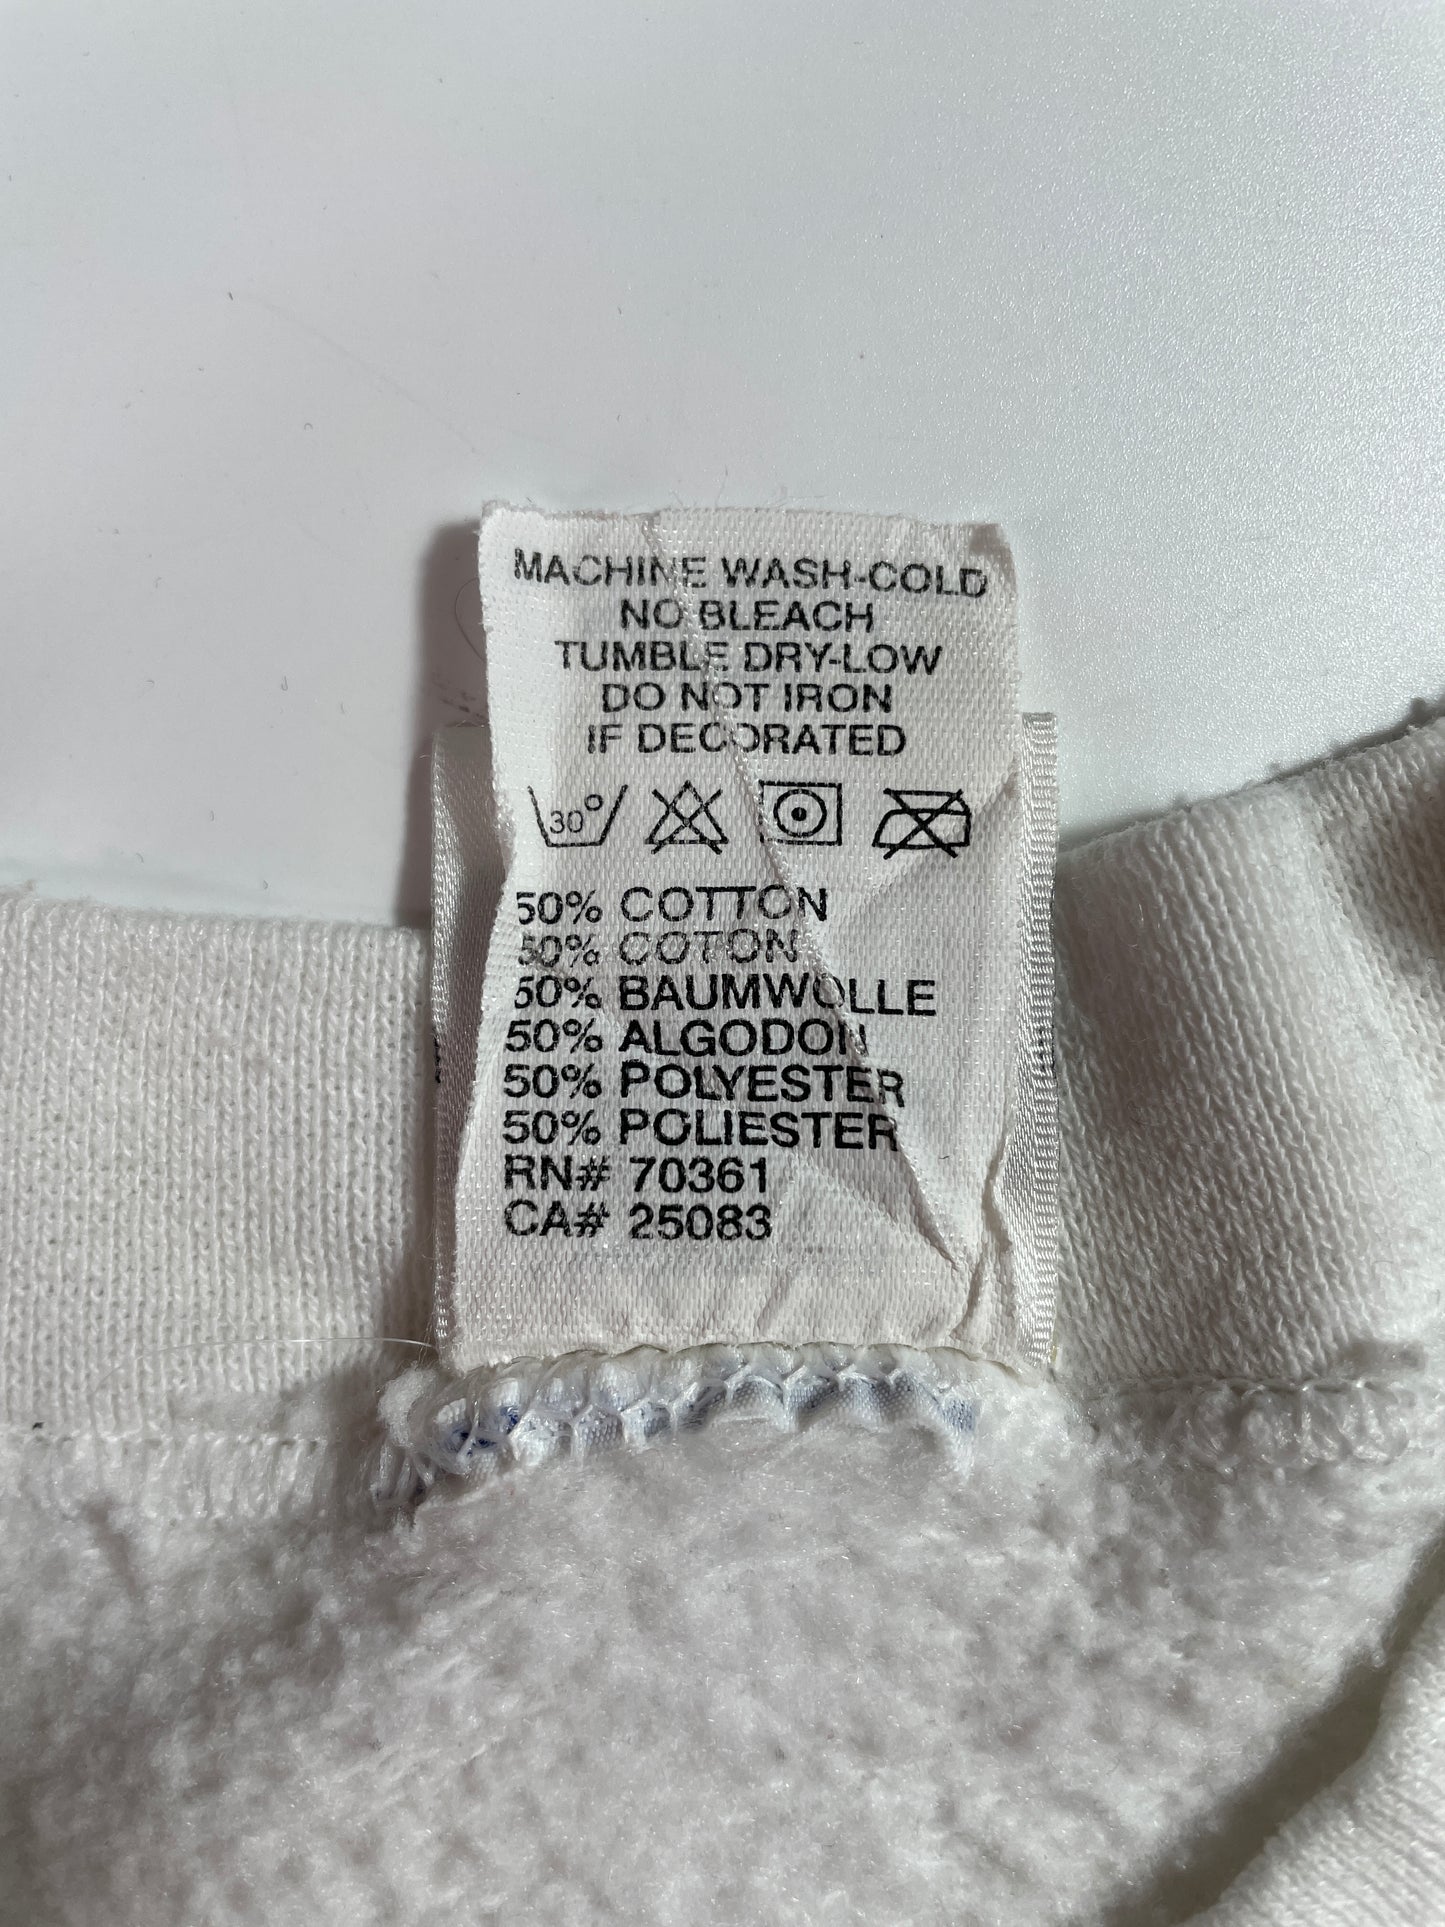 MACHINE WASH-COLD
NO BLEACH
TUMBLE DRY-LOW
DO NOT IRON
IF DECORATED
30°
50% COTTON
50% COTON
50% BAUMWOLLE
50% ALGODON
50% POLYESTER
50% POLIESTER
RN# 70361
CA# 25083